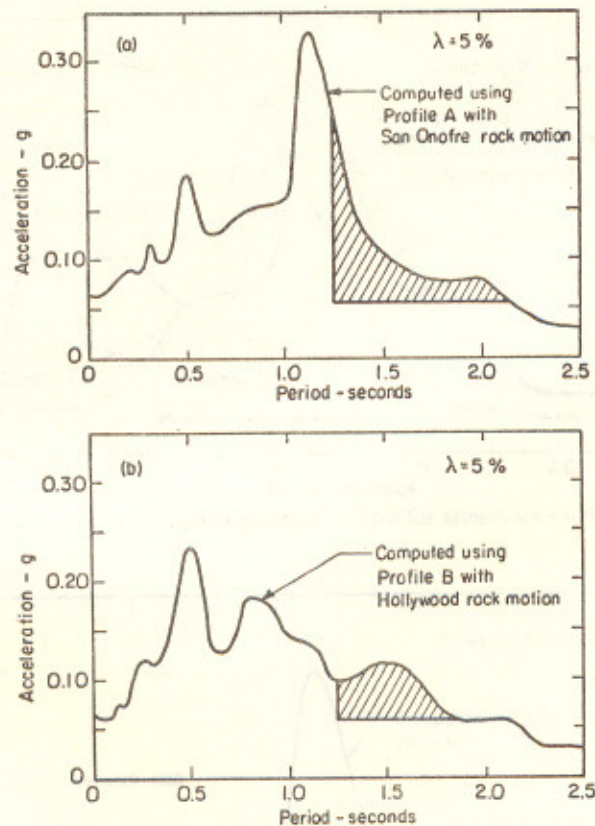 (a)
λ = 5 %
0.30
0.20
0.10
0
Acceleration - g
Computed using
Profile A with
San Onofre rock motion
0 0.5 1.0 1.5 2.0 2.5
Period - seconds
(b)
λ = 5 %
0.30
0.20
0.10
0
Acceleration - g
Computed using
Profile B with
Hollywood rock motion
0 0.5 1.0 1.5 2.0 2.5
Period - seconds